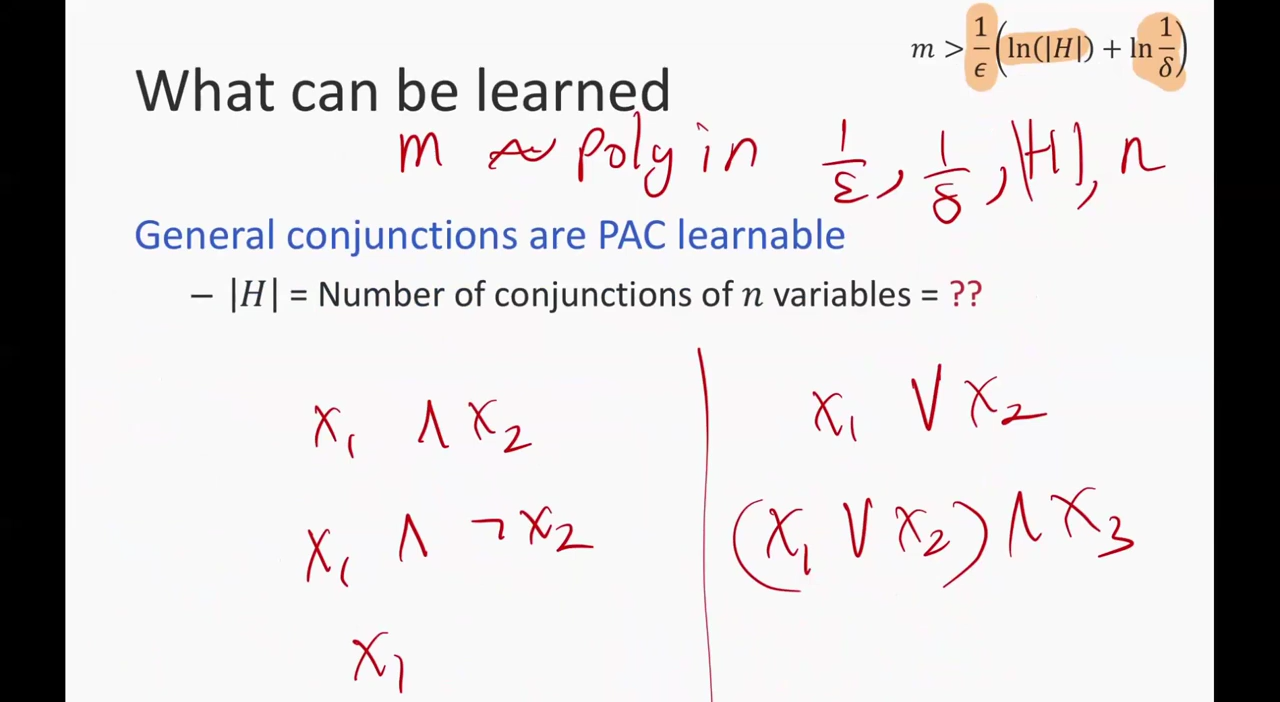 m > 1/ϵ (ln(|H|) + ln 1/δ)
What can be learned
m ~ poly in 1/ε, 1/δ, |H|, n
General conjunctions are PAC learnable
– |H| = Number of conjunctions of n variables = ??
x₁ ∧ x₂
x₁ ∧ ¬x₂
x₁
x₁ ∨ x₂
(x₁ ∨ x₂) ∧ x₃